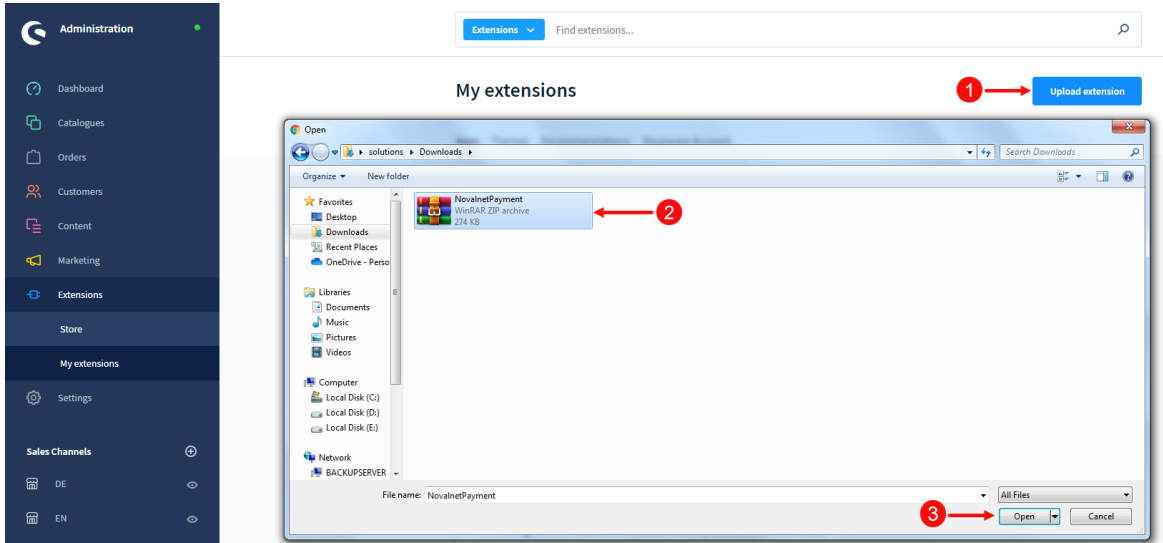 Administration
Dashboard
Catalogues
Orders
Customers
Content
Marketing
Extensions
Store
My extensions
Settings
Sales Channels
DE
EN
Extensions
Find extensions...
My extensions
1
Upload extension
Open
x
solutions Downloads
Search Downloads
Organize New folder
Favorites
Desktop
Downloads
Recent Places
OneDrive - Perso
Libraries
Documents
Music
Pictures
Videos
Computer
Local Disk (C:)
Local Disk (D:)
Local Disk (E:)
Network
BACKUPSERVER
NovalnetPayment
WinRAR ZIP archive
274 KB
2
File name: NovalnetPayment
All Files
3
Open
Cancel